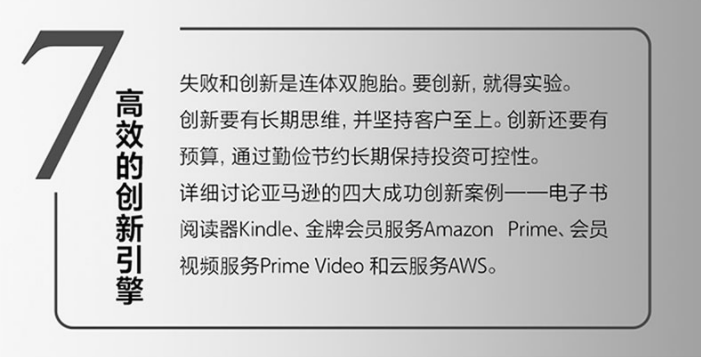 7
高效的创新引擎
失败和创新是连体双胞胎。要创新，就得实验。
创新要有长期思维，并坚持客户至上。创新还要有
预算，通过勤俭节约长期保持投资可控性。
详细讨论亚马逊的四大成功创新案例——电子书
阅读器Kindle、金牌会员服务Amazon Prime、会员
视频服务Prime Video 和云服务AWS。